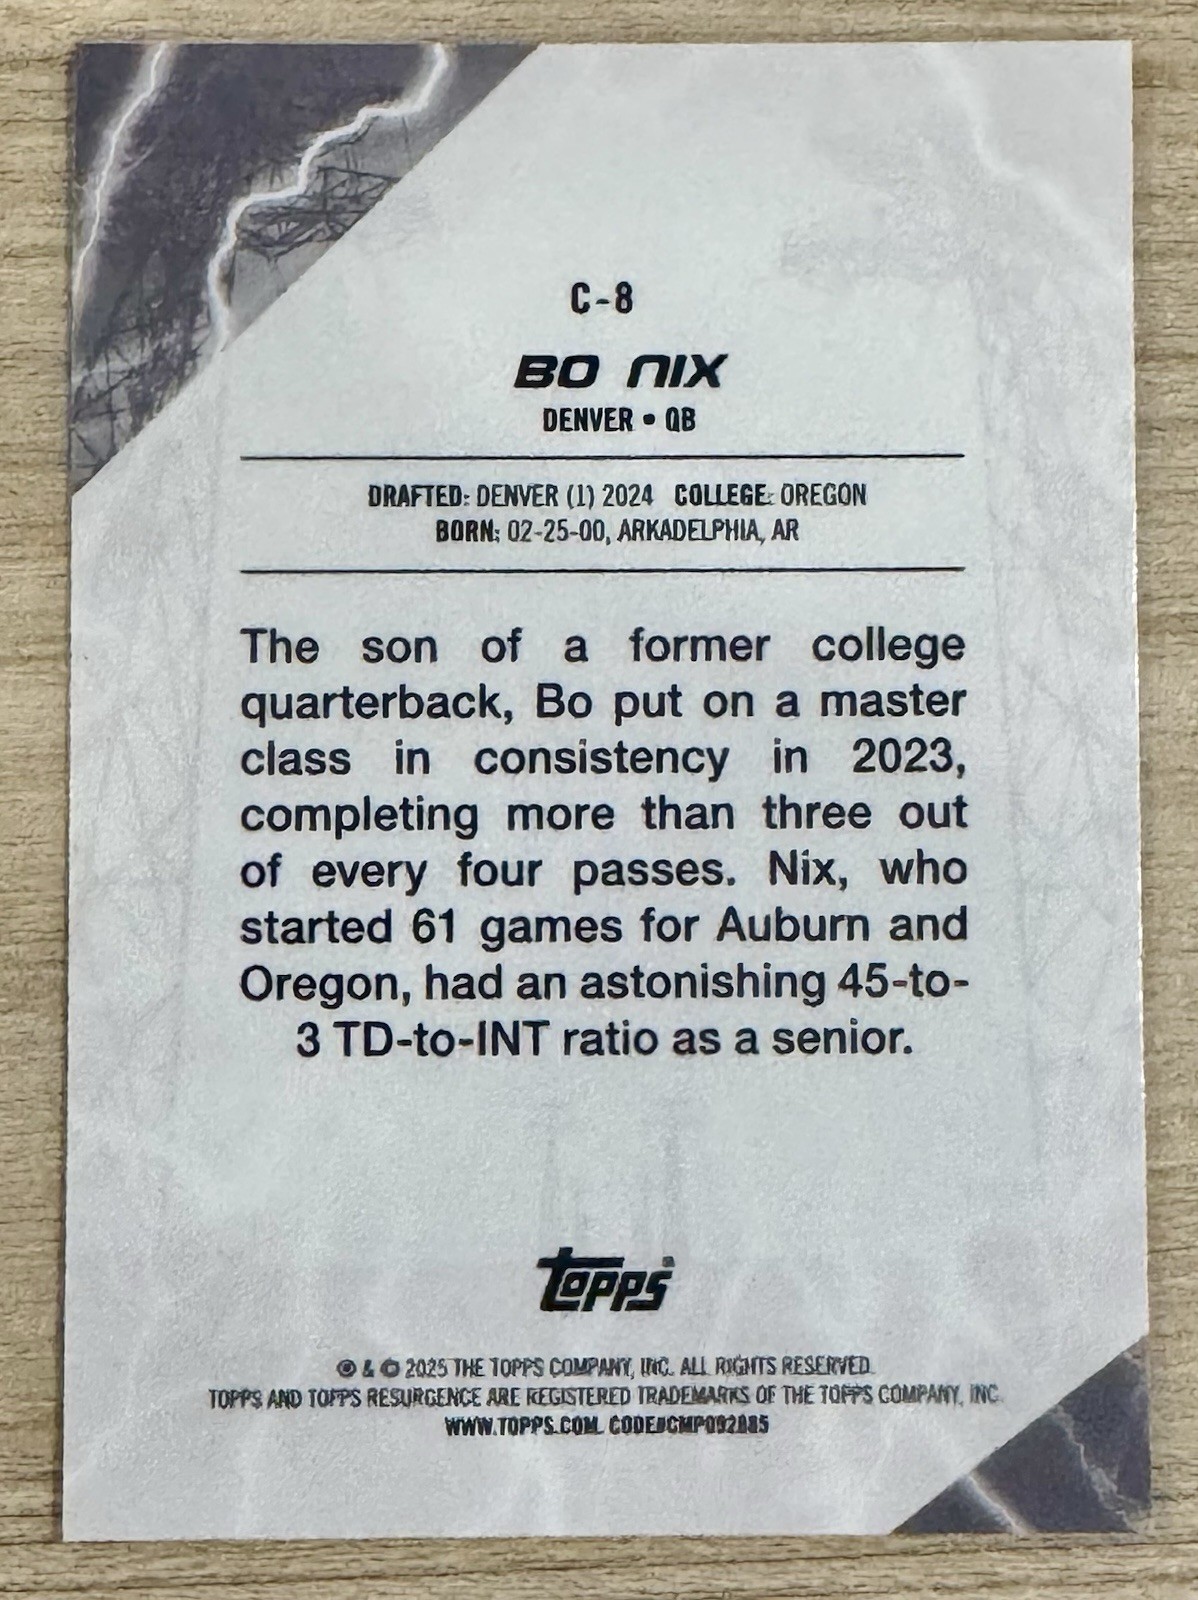 C-8
BO NIX
DENVER • QB
DRAFTED: DENVER (1) 2024 COLLEGE: OREGON
BORN: 02-25-00, ARKADELPHIA, AR
The son of a former college
quarterback, Bo put on a master
class in consistency in 2023,
completing more than three out
of every four passes. Nix, who
started 61 games for Auburn and
Oregon, had an astonishing 45-to-
3 TD-to-INT ratio as a senior.
Topps
® & © 2025 THE TOPPS COMPANY, INC. ALL RIGHTS RESERVED.
TOPPS AND TOPPS RESURGENCE ARE REGISTERED TRADEMARKS OF THE TOPPS COMPANY, INC.
WWW.TOPPS.COM.